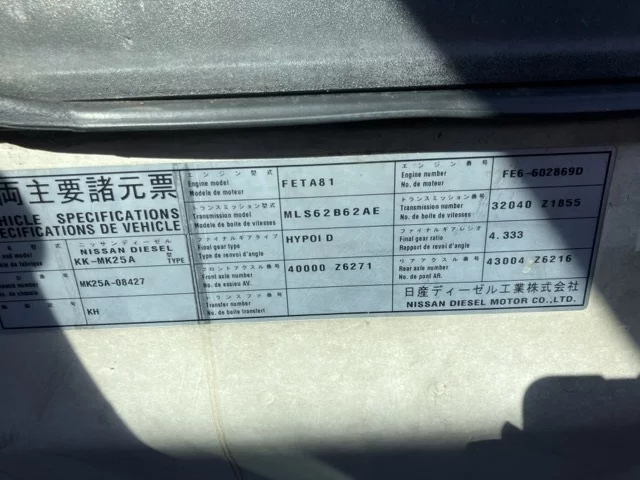 両主要諸元票
VEHICLE SPECIFICATIONS
SPECIFICATIONS DE VEHICLE
ニッサンディーゼル
NISSAN DIESEL
KK-MK25A TYPE
MK25A-08427
KH
エンジン型式
Engine model
Modele de moteur
FETA81
トランスミッション型式
Transmission model
Modele de boite de vitesses
MLS62B62AE
ファイナルギアタイプ
Final gear type
Type de renvoi d'angle
HYPOID
フロントアクスル番号
Front axle number
No. de essieu AV.
40000 Z6271
トランスファ番号
Transfer number
No. de boite transfert
エンジン番号
Engine number
No. de moteur
FE6-602869D
トランスミッション番号
Transmission number
No. de boite de vitesses
32040 Z1855
ファイナルギアレシオ
Final gear ratio
Rapport de renvoi d'angle
4.333
リアアクスル番号
Rear axle number
No. de pont AR.
43004 Z6216
日産ディーゼル工業株式会社
NISSAN DIESEL MOTOR CO.,LTD.